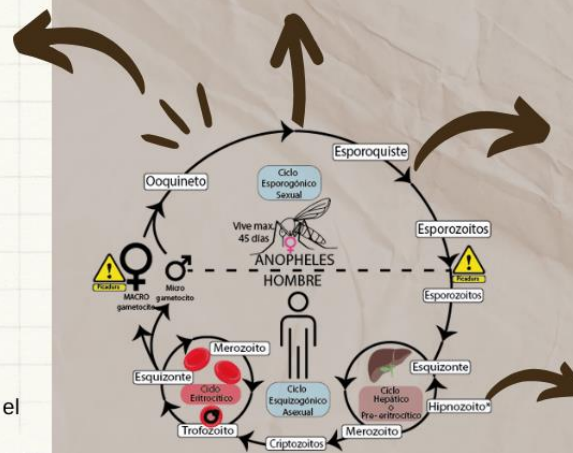 Esporoquiste
Ooquineto
Ciclo
Esporogónico
Sexual
Esporozoitos
Vive max.
45 días
ANOPHELES
HOMBRE
Picadura
MACRO
gametocito
Micro
gametocito
Picadura
Esporozoitos
Merozoito
Esquizonte
Ciclo
Eritrocítico
Trofozoito
Ciclo
Esquizogónico
Asexual
Criptozoitos
Esquizonte
Ciclo
Hepático
o
Pre- eritrocítico
Hipnozoito*
Merozoito
el